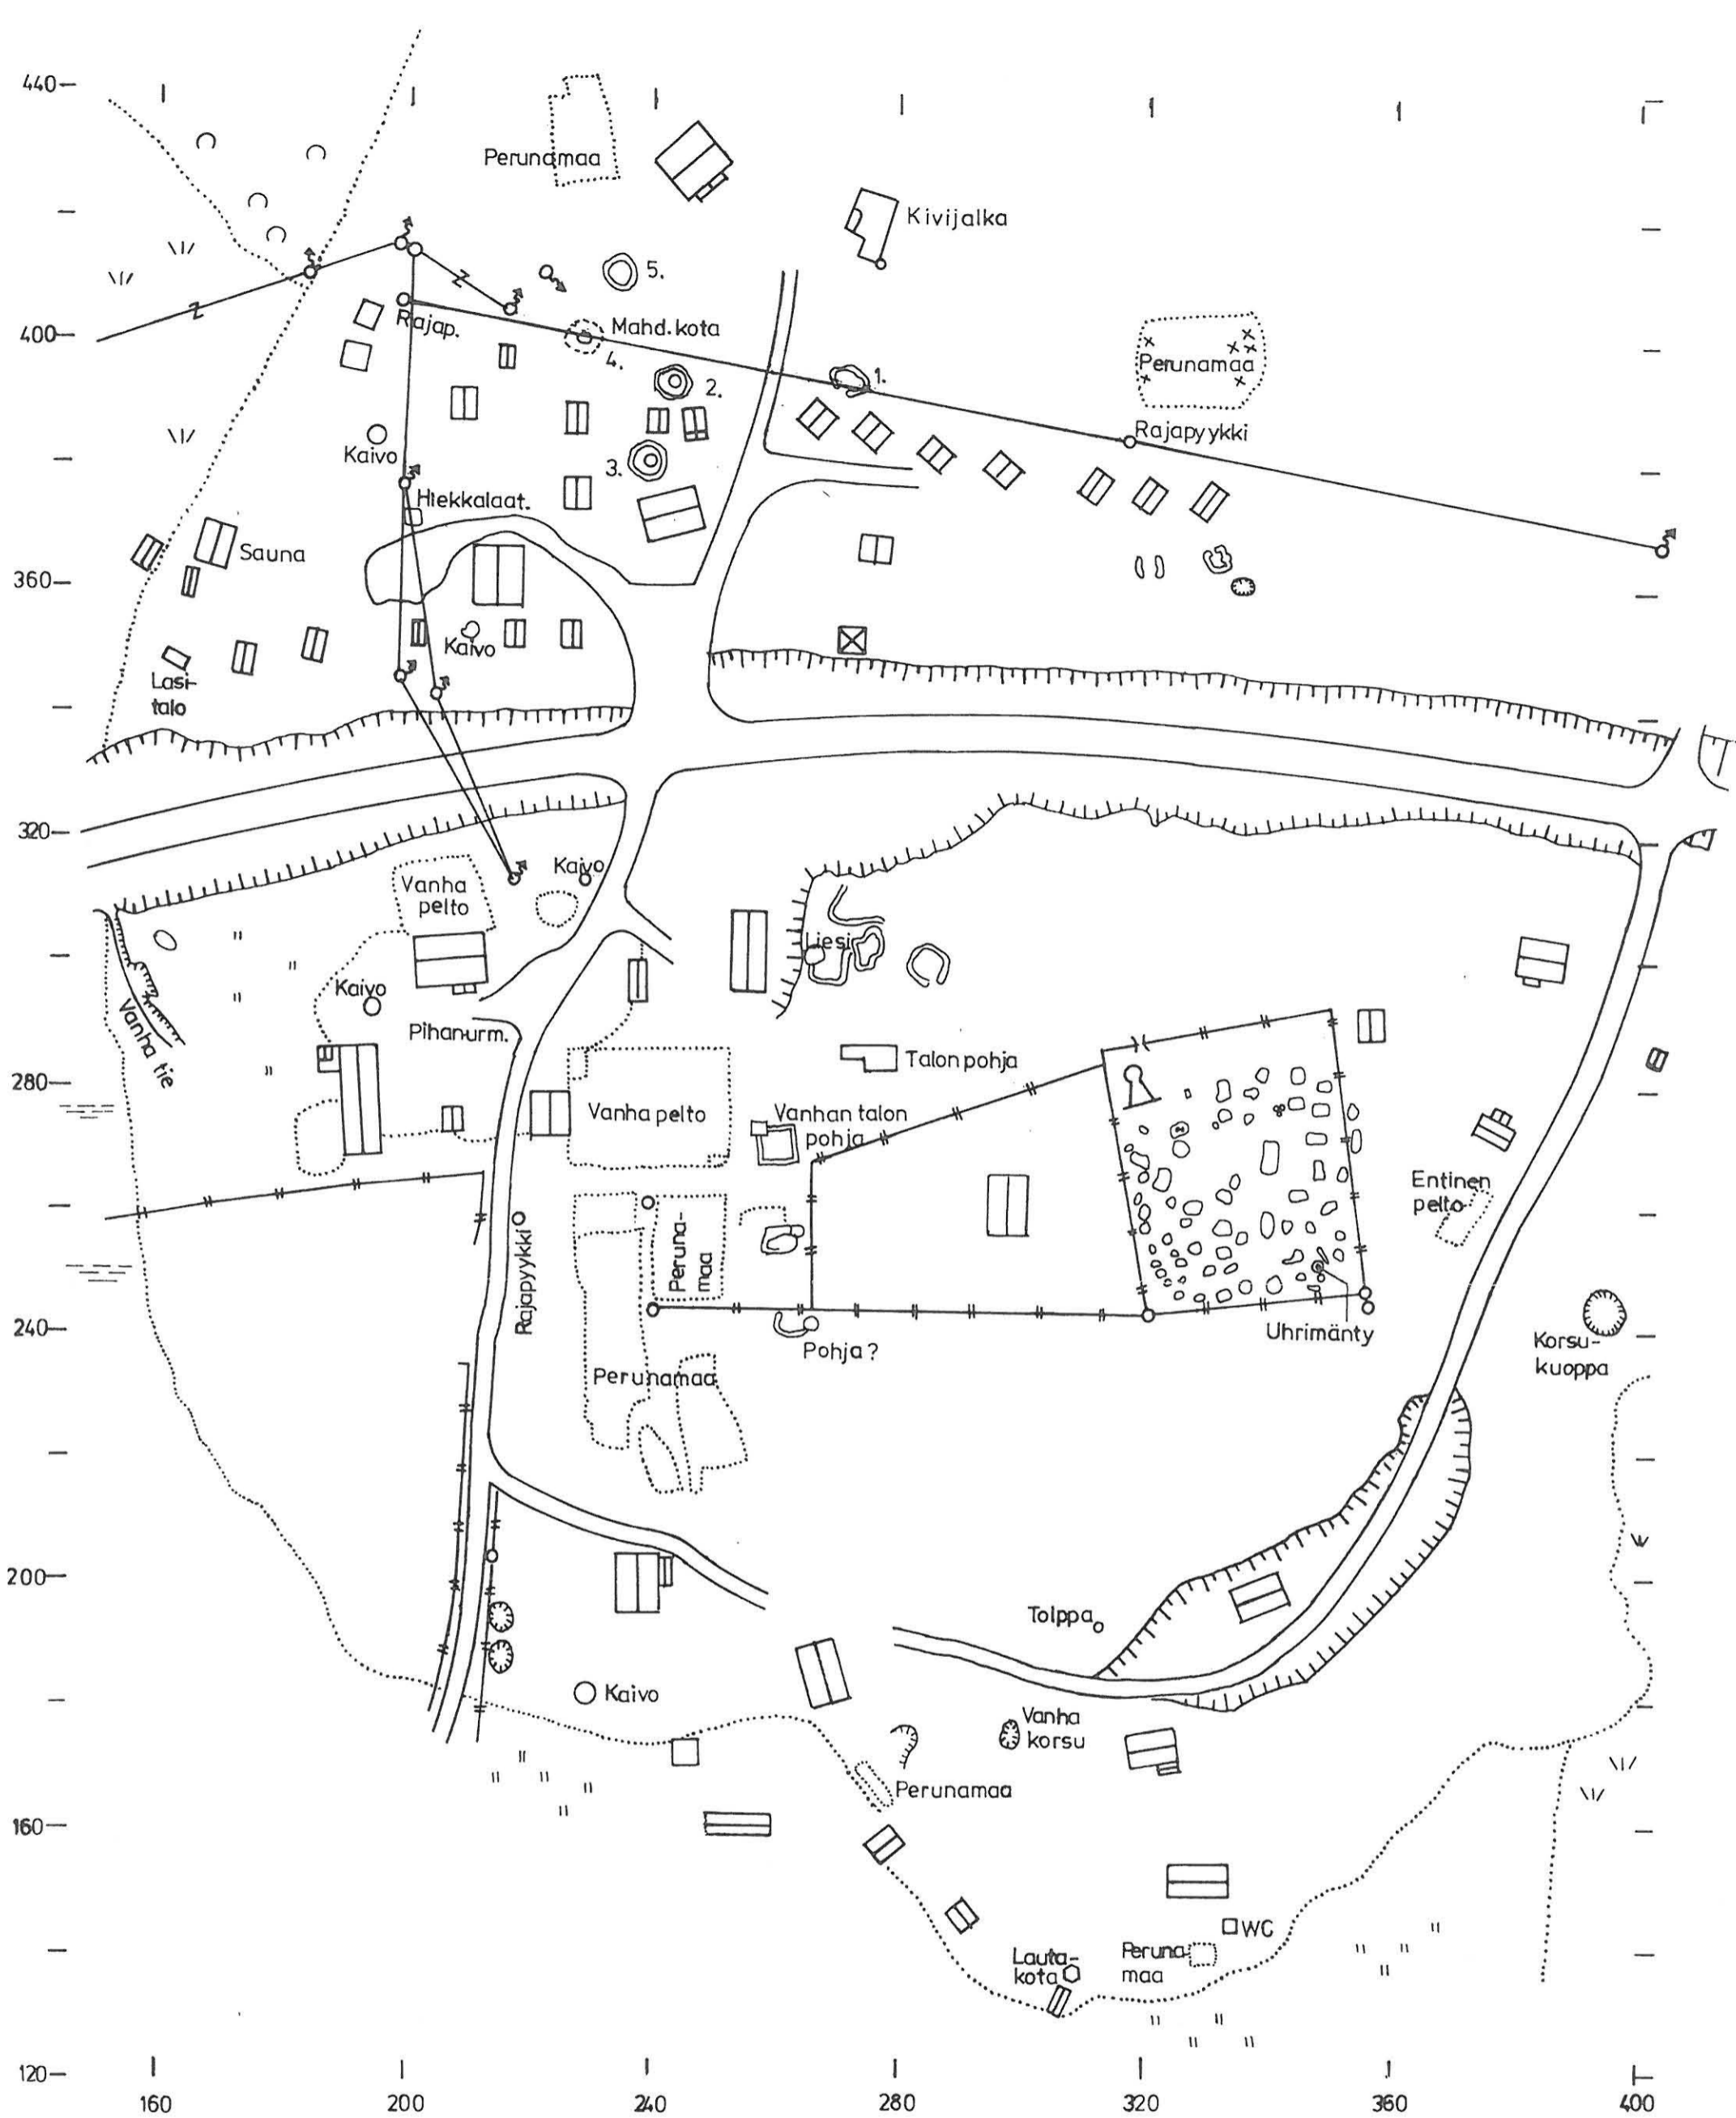 440
Perunamaa
Kivijalka
5.
400
Rajap.
Mahd.kota
4.
1.
2.
Perunamaa
Rajapyykki
Kaivo
3.
Hiekkalaat.
Sauna
360
Kaivo
Lasi-
talo
320
Kaivo
Vanha
pelto
Liesi
Kaivo
Vanha tie
Pihanurm.
Talon pohja
280
Vanha pelto
Vanhan talon
pohja
Entinen
pelto
Rajapyykki
Peruna-
maa
240
Uhrimänty
Pohja?
Korsu-
kuoppa
Perunamaa
200
Tolppa
Kaivo
Vanha
korsu
Perunamaa
160
WC
Lauta-
kota
Peruna-
maa
120
160
200
240
280
320
360
400